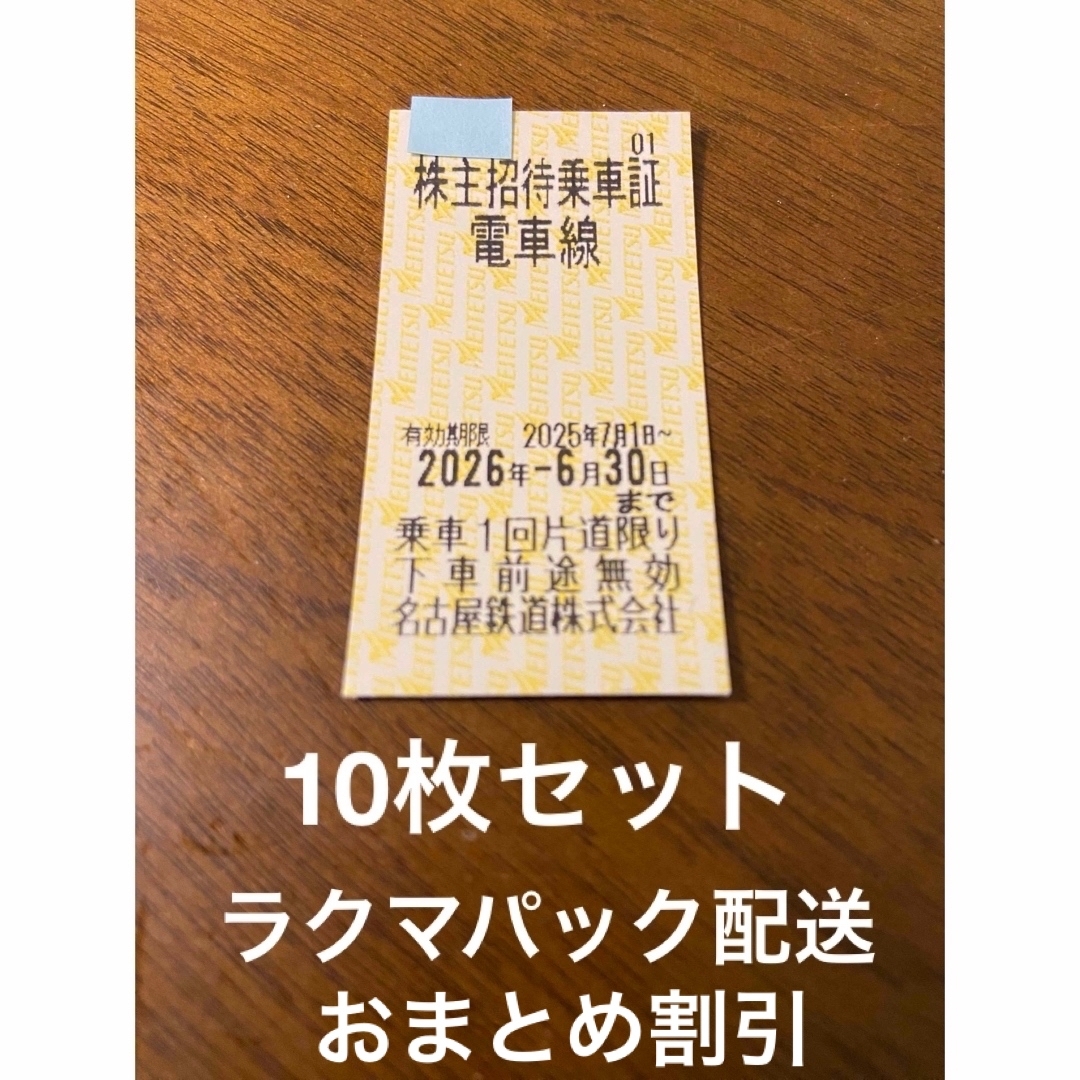 01
株主招待乗車証
電車線
有効期限 2025年7月1日~
2026年-6月30日
まで
乗車1回片道限り
下車前途無効
名古屋鉄道株式会社
MEITETSU
10枚セット
ラクマパック配送
おまとめ割引